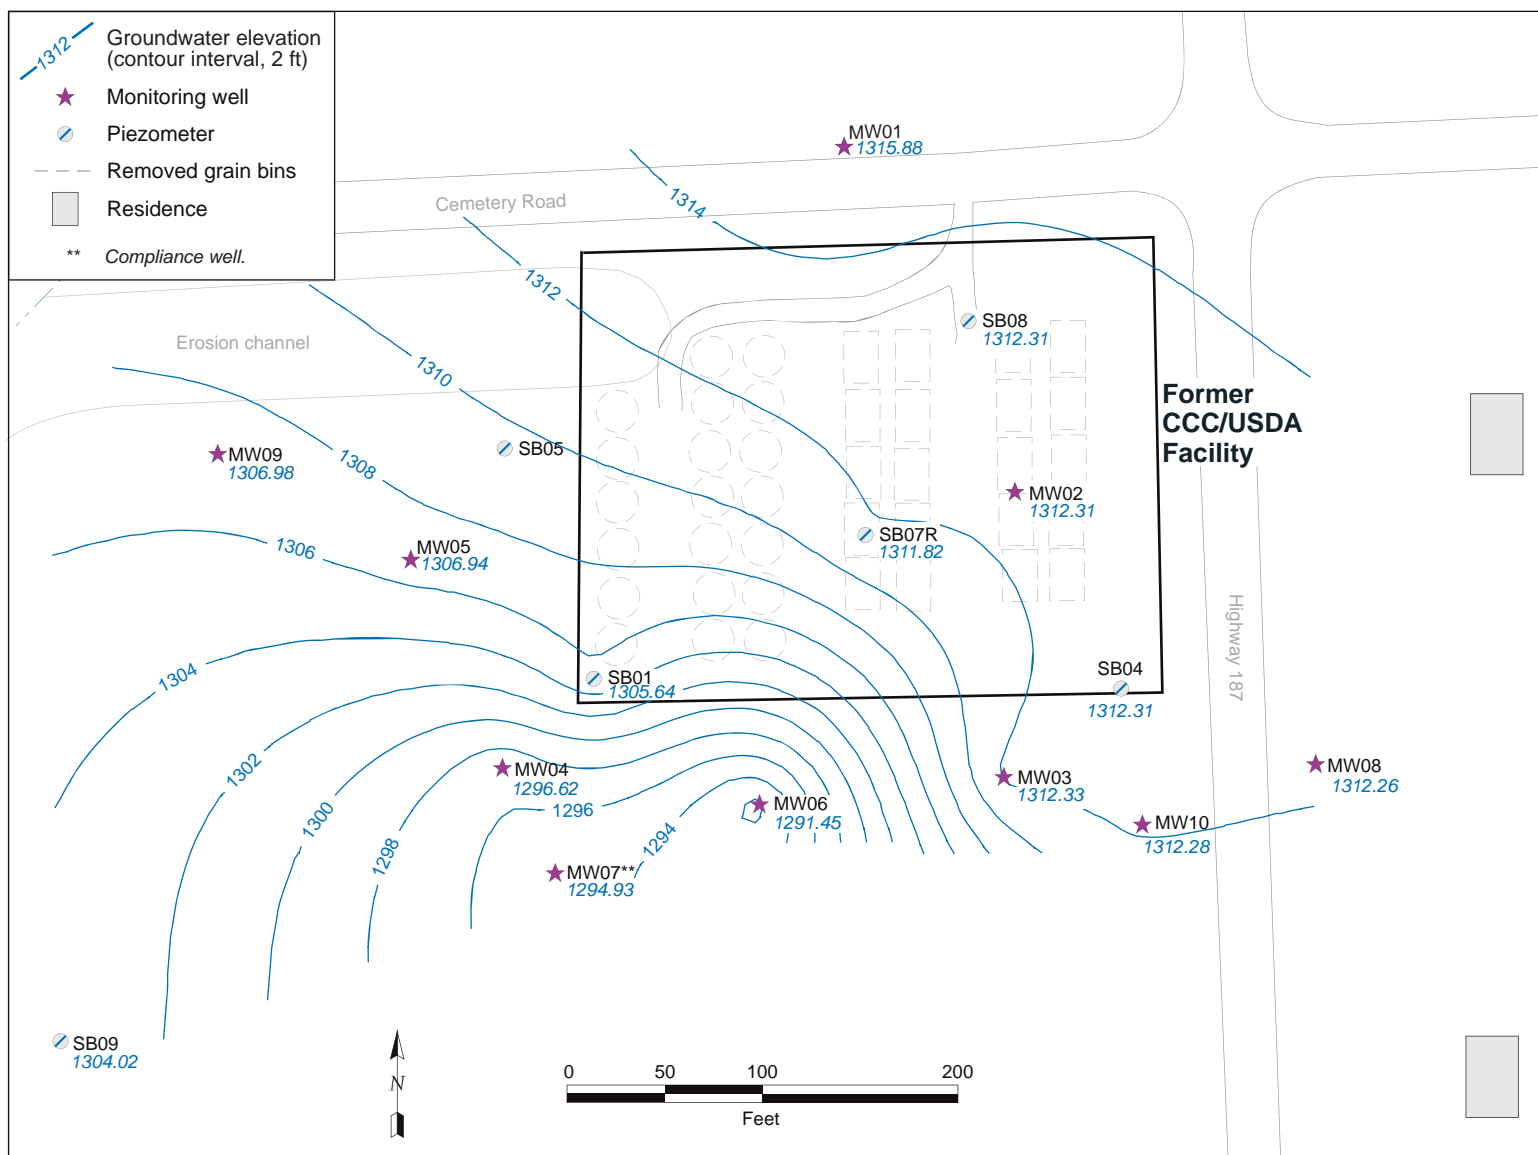 1312
Groundwater elevation
(contour interval, 2 ft)
Monitoring well
Piezometer
Removed grain bins
Residence
** Compliance well.
MW01
1315.88
Cemetery Road
1314
1312
SB08
1312.31
Erosion channel
1310
Former
CCC/USDA
Facility
MW09
1306.98
1308
SB05
MW02
1312.31
1306
MW05
1306.94
SB07R
1311.82
Highway 187
1304
SB01
1305.64
SB04
1312.31
1302
MW04
1296.62
MW03
1312.33
MW08
1312.26
1300
1296
MW06
1291.45
MW10
1312.28
1298
1294
MW07**
1294.93
SB09
1304.02
N
0 50 100 200
Feet